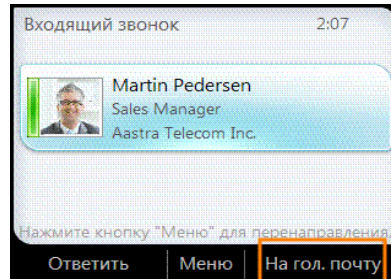 Входящий звонок 2:07
Martin Pedersen
Sales Manager
Aastra Telecom Inc.
Нажмите кнопку "Меню" для перенаправления.
Ответить Меню На гол. почту